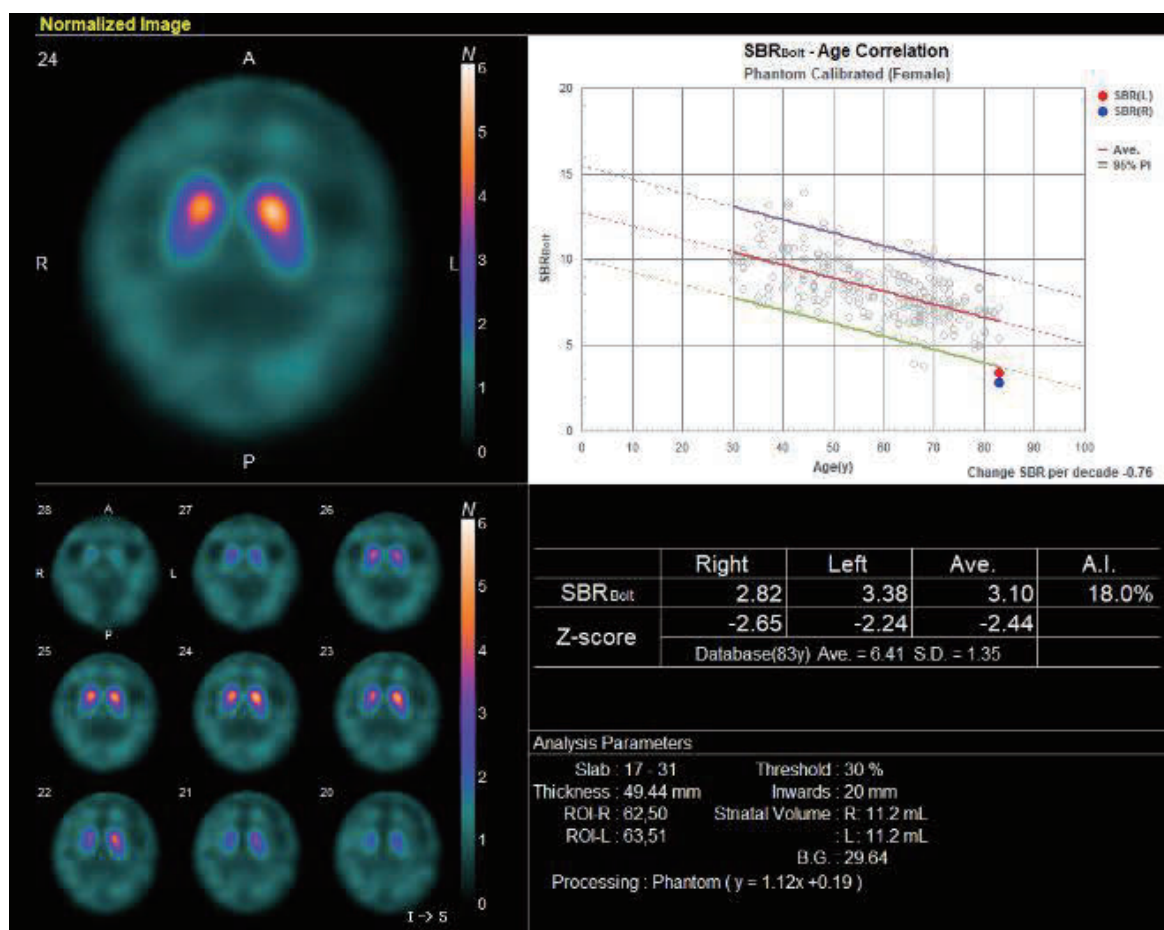 Normalized Image
24
A
N
6
5
4
3
2
1
0
R
L
P
SBRBolt - Age Correlation
Phantom Calibrated (Female)
SBR(L)
SBR(R)
Ave.
95% PI
20
15
10
5
0
SBRBolt
0 10 20 30 40 50 60 70 80 90 100
Age(y)
Change SBR per decade -0.76
28 A 27 26 N
6
5
4
3
2
1
0
R L
P
25 24 23
22 21 20
I -> S
Right Left Ave. A.I.
SBR Bolt 2.82 3.38 3.10 18.0%
Z-score -2.65 -2.24 -2.44
Database(83y) Ave. = 6.41 S.D. = 1.35
Analysis Parameters
Slab : 17 - 31 Threshold : 30 %
Thickness : 49.44 mm Inwards : 20 mm
ROI-R : 62,50 Striatal Volume : R: 11.2 mL
ROI-L : 63,51 : L: 11.2 mL
B.G. : 29.64
Processing : Phantom ( y = 1.12x +0.19 )